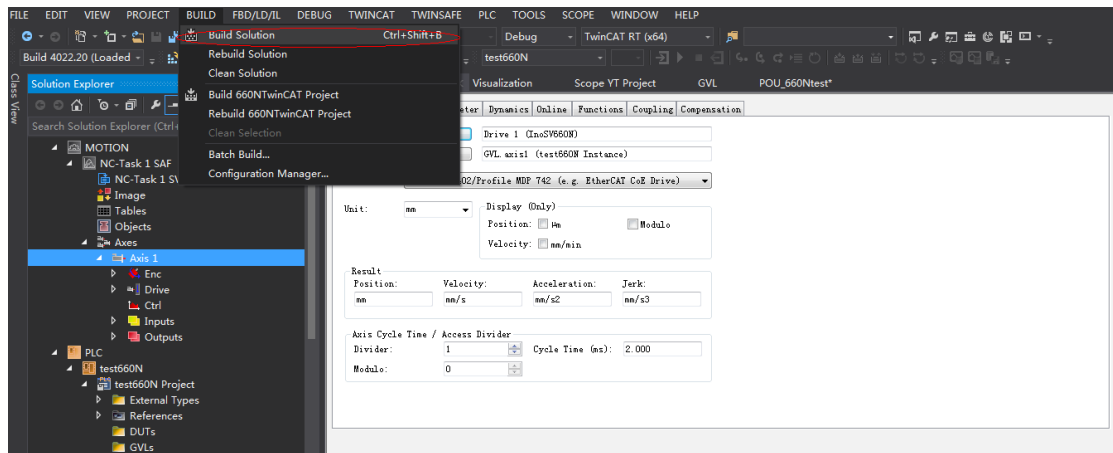 FILE EDIT VIEW PROJECT BUILD FBD/LD/IL DEBUG TWINCAT TWINSAFE PLC TOOLS SCOPE WINDOW HELP
Build Solution Ctrl+Shift+B
Debug TwinCAT RT (x64)
Build 4022.20 (Loaded
Rebuild Solution
test660N
Clean Solution
Class View
Solution Explorer
Visualization Scope YT Project GVL POU_660Ntest*
Build 660NTwinCAT Project
Rebuild 660NTwinCAT Project
eter Dynamics Online Functions Coupling Compensation
Search Solution Explorer (Ctrl+
Clean Selection
Drive 1 (InoSV660N)
MOTION
Batch Build...
GVL.axis1 (test660N Instance)
NC-Task 1 SAF
Configuration Manager...
NC-Task 1 SV
02/Profile MDP 742 (e.g. EtherCAT CoE Drive)
Image
Tables
Unit: mm Display (Only)
Objects
Position: µm Modulo
Axes
Velocity: mm/min
Axis 1
Enc
Result
Drive
Position: Velocity: Acceleration: Jerk:
Ctrl
mm mm/s mm/s2 mm/s3
Inputs
Outputs
Axis Cycle Time / Access Divider
PLC
Divider: 1 Cycle Time (ms): 2.000
test660N
Modulo: 0
test660N Project
External Types
References
DUTs
GVLs